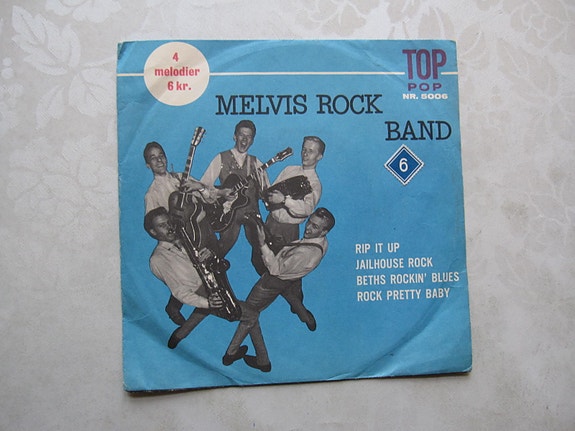 4
melodier
6 kr.
TOP
POP
NR. 5006
MELVIS ROCK
BAND
6
RIP IT UP
JAILHOUSE ROCK
BETHS ROCKIN' BLUES
ROCK PRETTY BABY